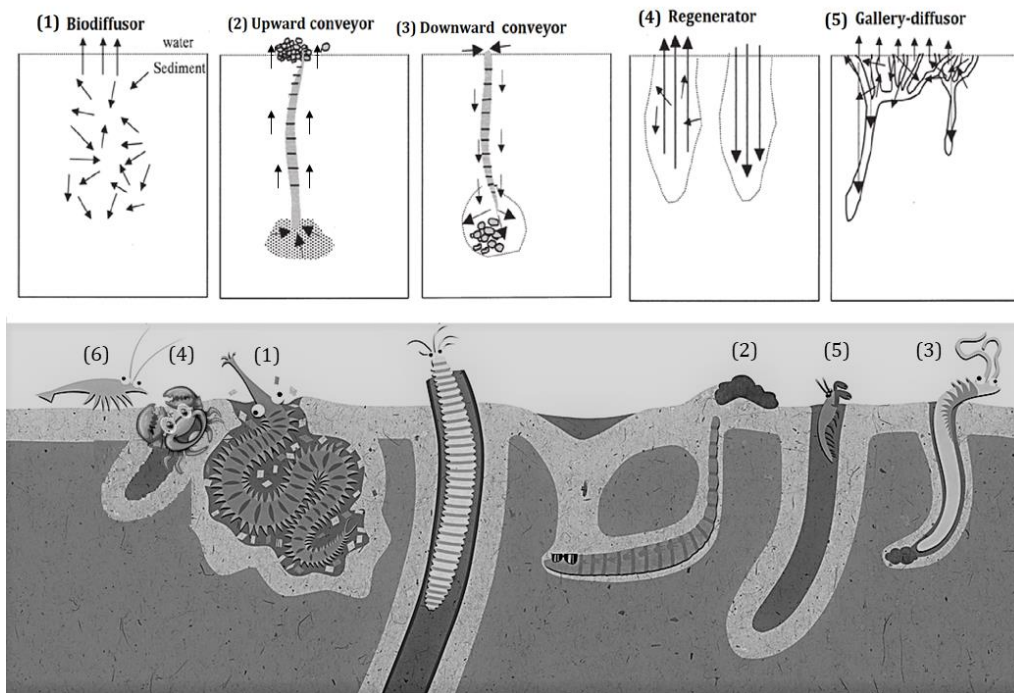 (1) Biodiffusor
(2) Upward conveyor
(3) Downward conveyor
(4) Regenerator
(5) Gallery-diffusor
water
Sediment
(6)
(4)
(1)
(2)
(5)
(3)